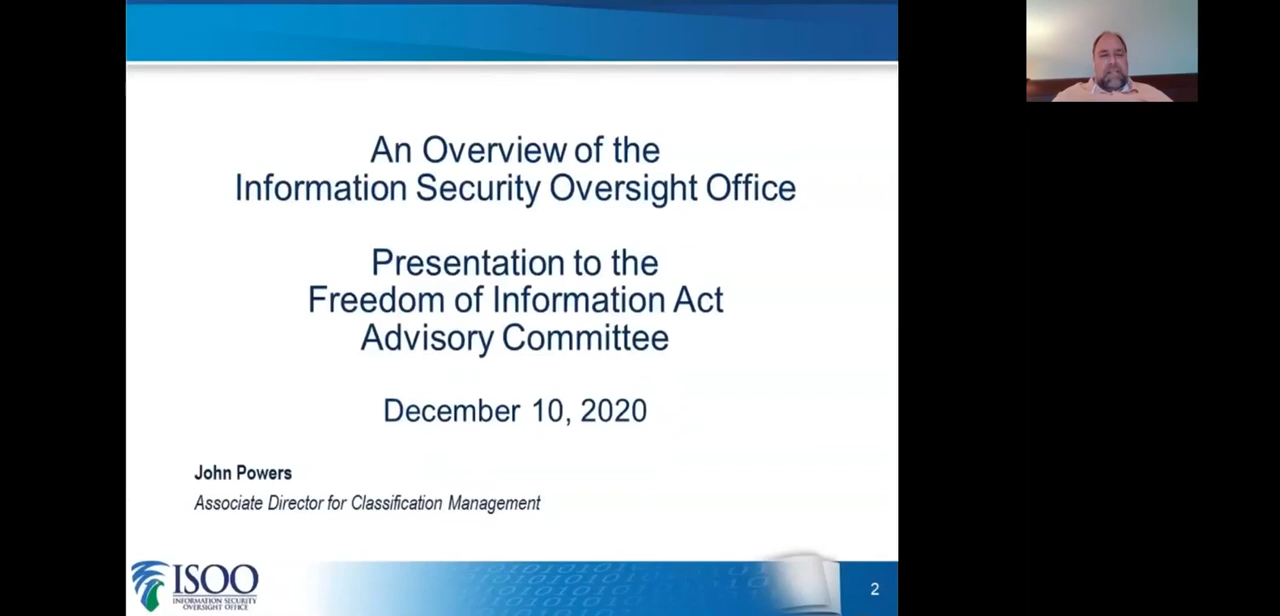 An Overview of the
Information Security Oversight Office
Presentation to the
Freedom of Information Act
Advisory Committee
December 10, 2020
John Powers
Associate Director for Classification Management
ISOO
INFORMATION SECURITY
OVERSIGHT OFFICE
2